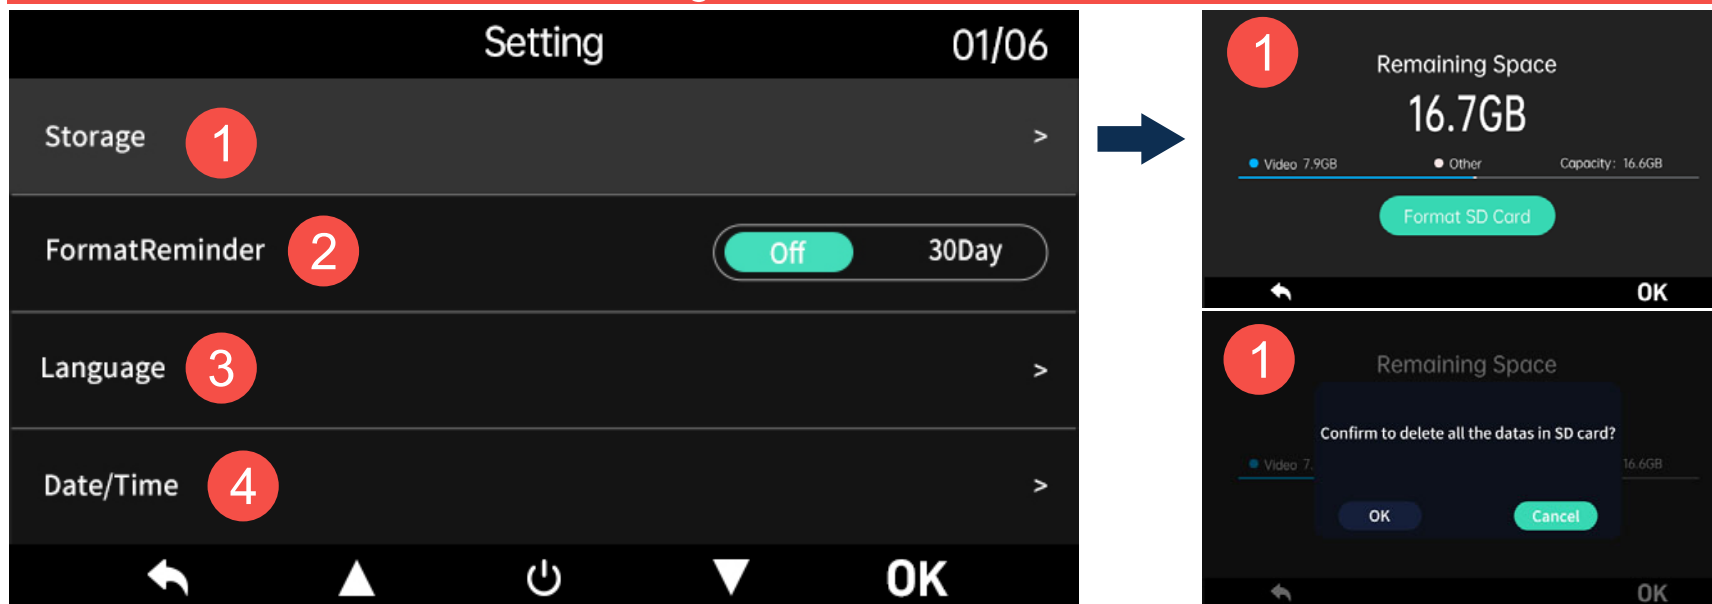 Setting
01/06
Storage 1 >
FormatReminder 2 Off 30Day
Language 3 >
Date/Time 4 >
OK
1
Remaining Space
16.7GB
Video 7.9GB Other Capacity: 16.6GB
Format SD Card
OK
1
Remaining Space
Confirm to delete all the datas in SD card?
Video 7. 16.6GB
OK Cancel
OK